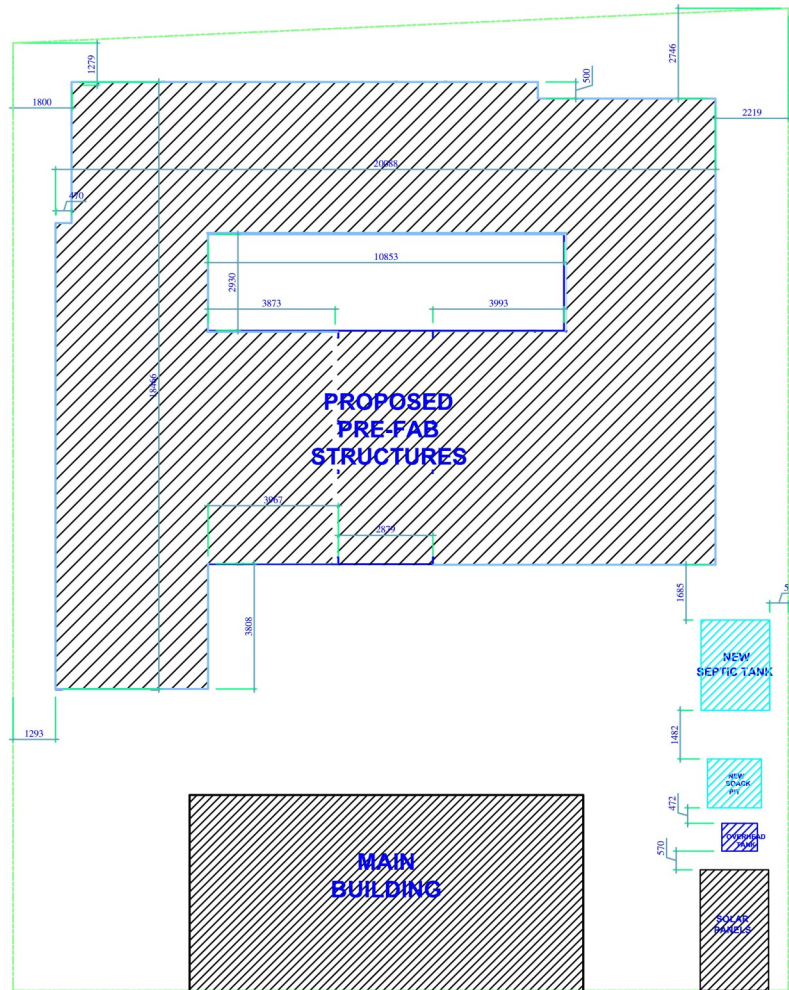 2746
1279
500
1800
2219
20088
470
10853
2930
3873
3993
18466
PROPOSED
PRE-FAB
STRUCTURES
3967
2879
1685
5
3808
NEW
SEPTIC TANK
1293
1482
NEW
SOACK
PIT
472
OVERHEAD
TANK
570
MAIN
BUILDING
SOLAR
PANELS